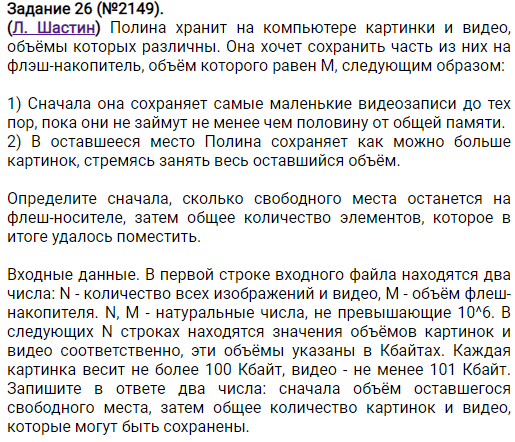 Задание 26 (№2149).
(Л. Шастин) Полина хранит на компьютере картинки и видео,
объёмы которых различны. Она хочет сохранить часть из них на
флэш-накопитель, объём которого равен M, следующим образом:
1) Сначала она сохраняет самые маленькие видеозаписи до тех
пор, пока они не займут не менее чем половину от общей памяти.
2) В оставшееся место Полина сохраняет как можно больше
картинок, стремясь занять весь оставшийся объём.
Определите сначала, сколько свободного места останется на
флеш-носителе, затем общее количество элементов, которое в
итоге удалось поместить.
Входные данные. В первой строке входного файла находятся два
числа: N - количество всех изображений и видео, M - объём флеш-
накопителя. N, M - натуральные числа, не превышающие 10^6. В
следующих N строках находятся значения объёмов картинок и
видео соответственно, эти объёмы указаны в Кбайтах. Каждая
картинка весит не более 100 Кбайт, видео - не менее 101 Кбайт.
Запишите в ответе два числа: сначала объём оставшегося
свободного места, затем общее количество картинок и видео,
которые могут быть сохранены.